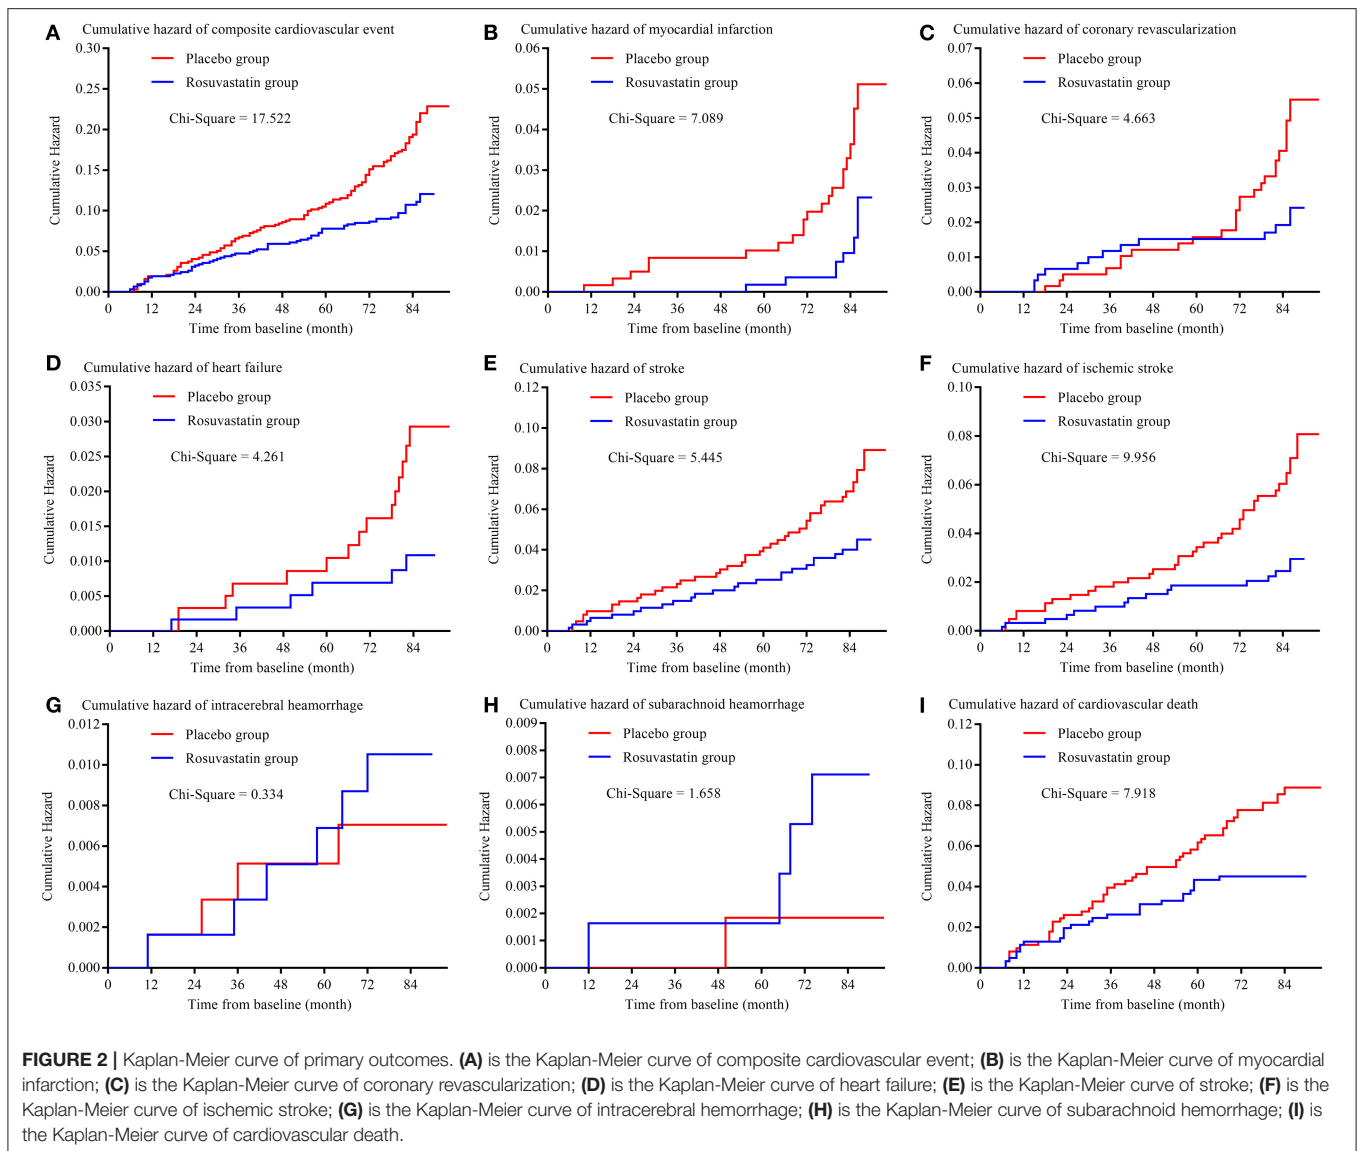 A Cumulative hazard of composite cardiovascular event
Cumulative Hazard
0.30
0.25
0.20
0.15
0.10
0.05
0.00
Placebo group
Rosuvastatin group
Chi-Square = 17.522
0 12 24 36 48 60 72 84
Time from baseline (month)
B Cumulative hazard of myocardial infarction
Cumulative Hazard
0.06
0.05
0.04
0.03
0.02
0.01
0.00
Placebo group
Rosuvastatin group
Chi-Square = 7.089
0 12 24 36 48 60 72 84
Time from baseline (month)
C Cumulative hazard of coronary revascularization
Cumulative Hazard
0.07
0.06
0.05
0.04
0.03
0.02
0.01
0.00
Placebo group
Rosuvastatin group
Chi-Square = 4.663
0 12 24 36 48 60 72 84
Time from baseline (month)
D Cumulative hazard of heart failure
Cumulative Hazard
0.035
0.030
0.025
0.020
0.015
0.010
0.005
0.000
Placebo group
Rosuvastatin group
Chi-Square = 4.261
0 12 24 36 48 60 72 84
Time from baseline (month)
E Cumulative hazard of stroke
Cumulative Hazard
0.12
0.10
0.08
0.06
0.04
0.02
0.00
Placebo group
Rosuvastatin group
Chi-Square = 5.445
0 12 24 36 48 60 72 84
Time from baseline (month)
F Cumulative hazard of ischemic stroke
Cumulative Hazard
0.10
0.08
0.06
0.04
0.02
0.00
Placebo group
Rosuvastatin group
Chi-Square = 9.956
0 12 24 36 48 60 72 84
Time from baseline (month)
G Cumulative hazard of intracerebral heamorrhage
Cumulative Hazard
0.012
0.010
0.008
0.006
0.004
0.002
0.000
Placebo group
Rosuvastatin group
Chi-Square = 0.334
0 12 24 36 48 60 72 84
Time from baseline (month)
H Cumulative hazard of subarachnoid heamorrhage
Cumulative Hazard
0.009
0.008
0.007
0.006
0.005
0.004
0.003
0.002
0.001
0.000
Placebo group
Rosuvastatin group
Chi-Square = 1.658
0 12 24 36 48 60 72 84
Time from baseline (month)
I Cumulative hazard of cardiovascular death
Cumulative Hazard
0.12
0.10
0.08
0.06
0.04
0.02
0.00
Placebo group
Rosuvastatin group
Chi-Square = 7.918
0 12 24 36 48 60 72 84
Time from baseline (month)
FIGURE 2 | Kaplan-Meier curve of primary outcomes. (A) is the Kaplan-Meier curve of composite cardiovascular event; (B) is the Kaplan-Meier curve of myocardial
infarction; (C) is the Kaplan-Meier curve of coronary revascularization; (D) is the Kaplan-Meier curve of heart failure; (E) is the Kaplan-Meier curve of stroke; (F) is the
Kaplan-Meier curve of ischemic stroke; (G) is the Kaplan-Meier curve of intracerebral hemorrhage; (H) is the Kaplan-Meier curve of subarachnoid hemorrhage; (I) is
the Kaplan-Meier curve of cardiovascular death.